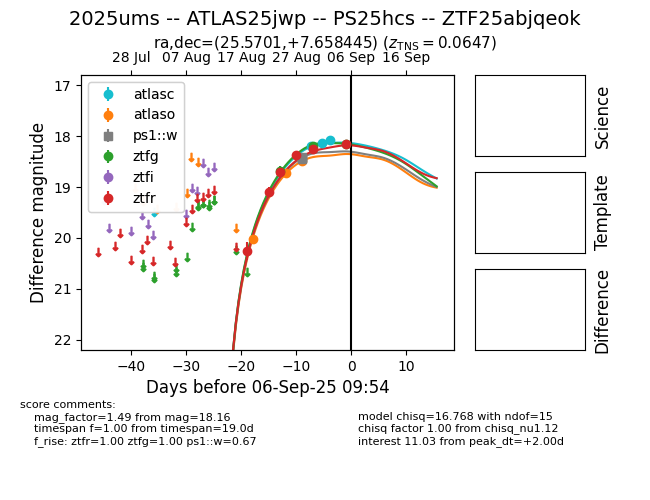 2025ums -- ATLAS25jwp -- PS25hcs -- ZTF25abjqeok
ra,dec=(25.5701,+7.658445) (z_TNS = 0.0647)
28 Jul 07 Aug 17 Aug 27 Aug 06 Sep 16 Sep
atlasc
atlaso
ps1::w
ztfg
ztfi
ztfr
Difference magnitude
17
18
19
20
21
22
−40 −30 −20 −10 0 10
Days before 06-Sep-25 09:54
Science
Template
Difference
score comments:
mag_factor=1.49 from mag=18.16
timespan f=1.00 from timespan=19.0d
f_rise: ztfr=1.00 ztfg=1.00 ps1::w=0.67
model chisq=16.768 with ndof=15
chisq factor 1.00 from chisq_nu1.12
interest 11.03 from peak_dt=+2.00d